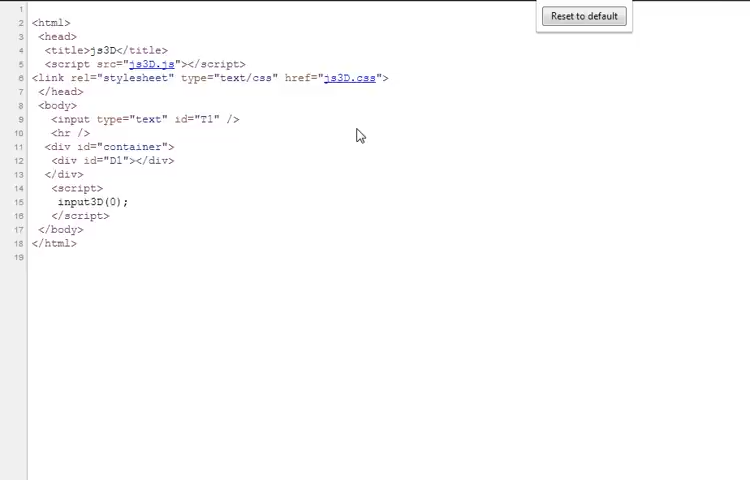 Reset to default
1
2 <html>
3 <head>
4 <title>js3D</title>
5 <script src="js3D.js"></script>
6 <link rel="stylesheet" type="text/css" href="js3D.css">
7 </head>
8 <body>
9 <input type="text" id="T1" />
10 <hr />
11 <div id="container">
12 <div id="D1"></div>
13 </div>
14 <script>
15 input3D(0);
16 </script>
17 </body>
18 </html>
19